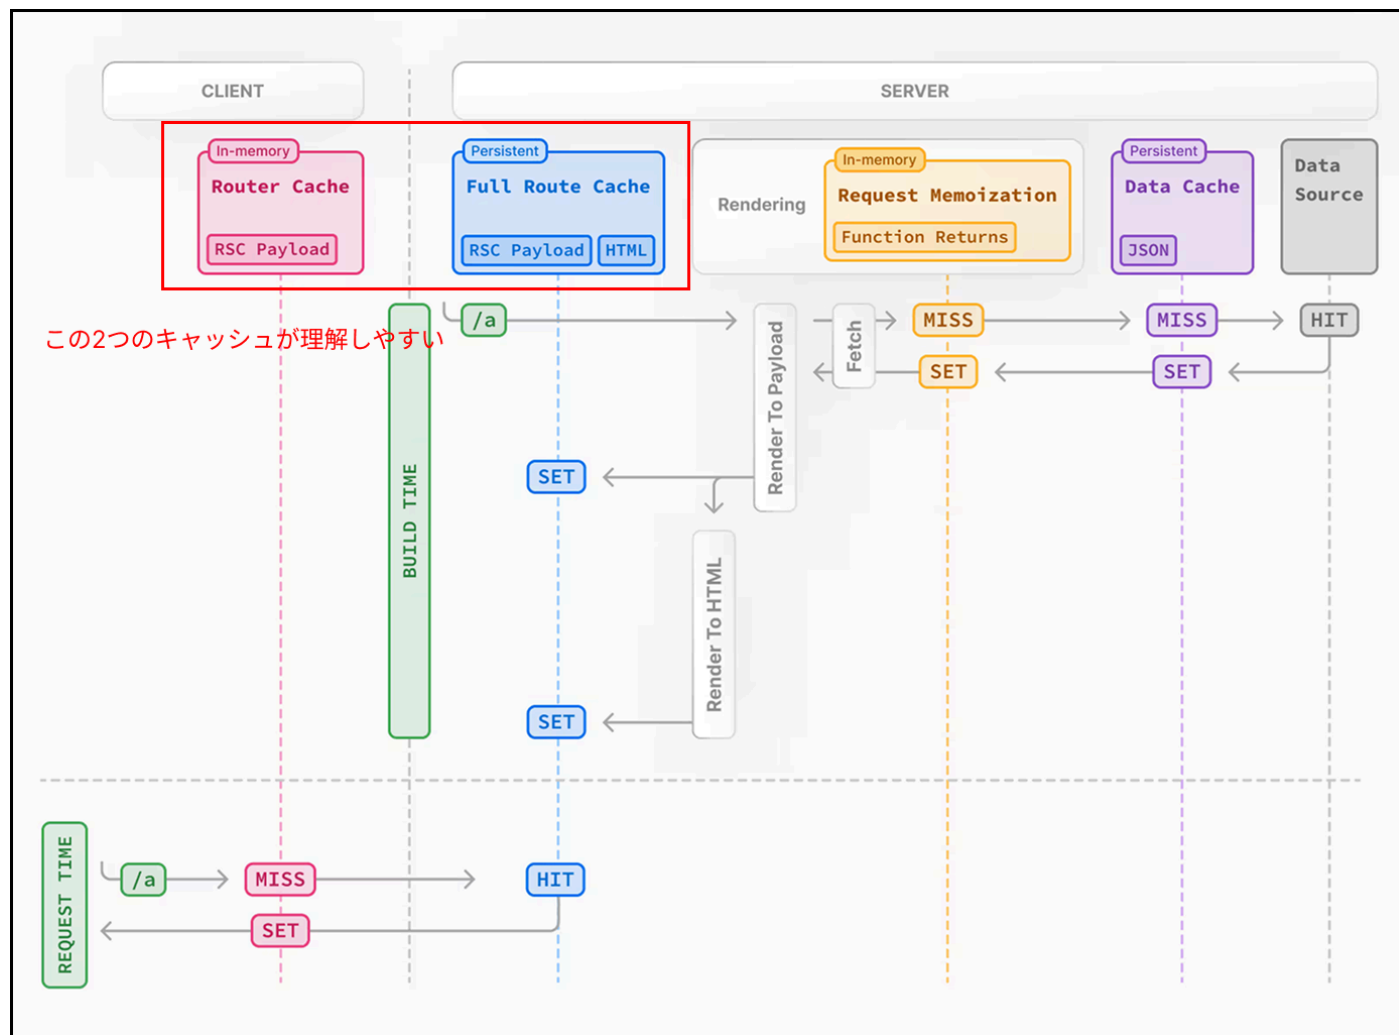 CLIENT
SERVER
In-memory
Router Cache
RSC Payload
Persistent
Full Route Cache
RSC Payload
HTML
Rendering
In-memory
Request Memoization
Function Returns
Persistent
Data Cache
JSON
Data
Source
この2つのキャッシュが理解しやすい
BUILD TIME
/a
Render To Payload
Fetch
MISS
MISS
HIT
SET
SET
SET
Render To HTML
SET
REQUEST TIME
/a
MISS
HIT
SET